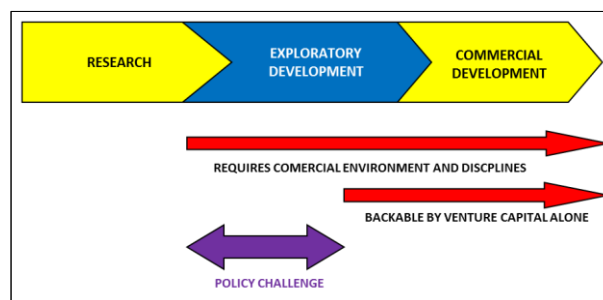 RESEARCH
EXPLORATORY
DEVELOPMENT
COMMERCIAL
DEVELOPMENT
REQUIRES COMERCIAL ENVIRONMENT AND DISCPLINES
BACKABLE BY VENTURE CAPITAL ALONE
POLICY CHALLENGE